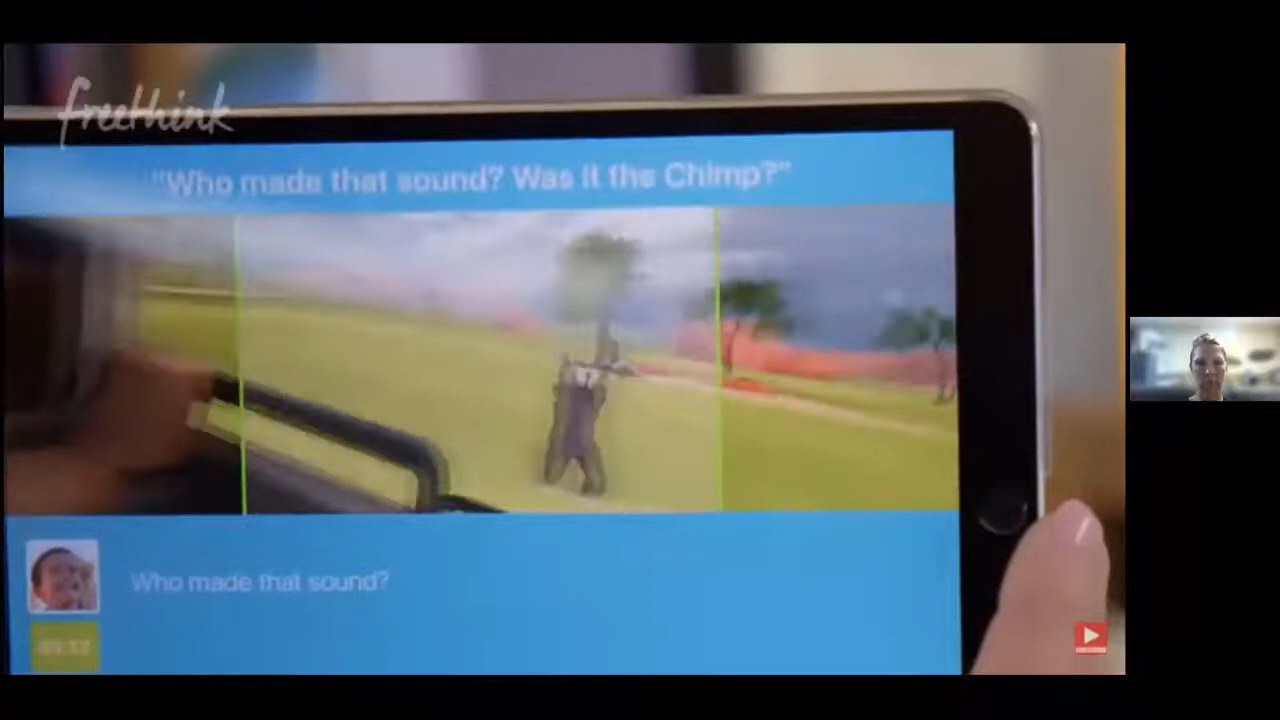 freethink
"Who made that sound? Was it the Chimp?"
Who made that sound?